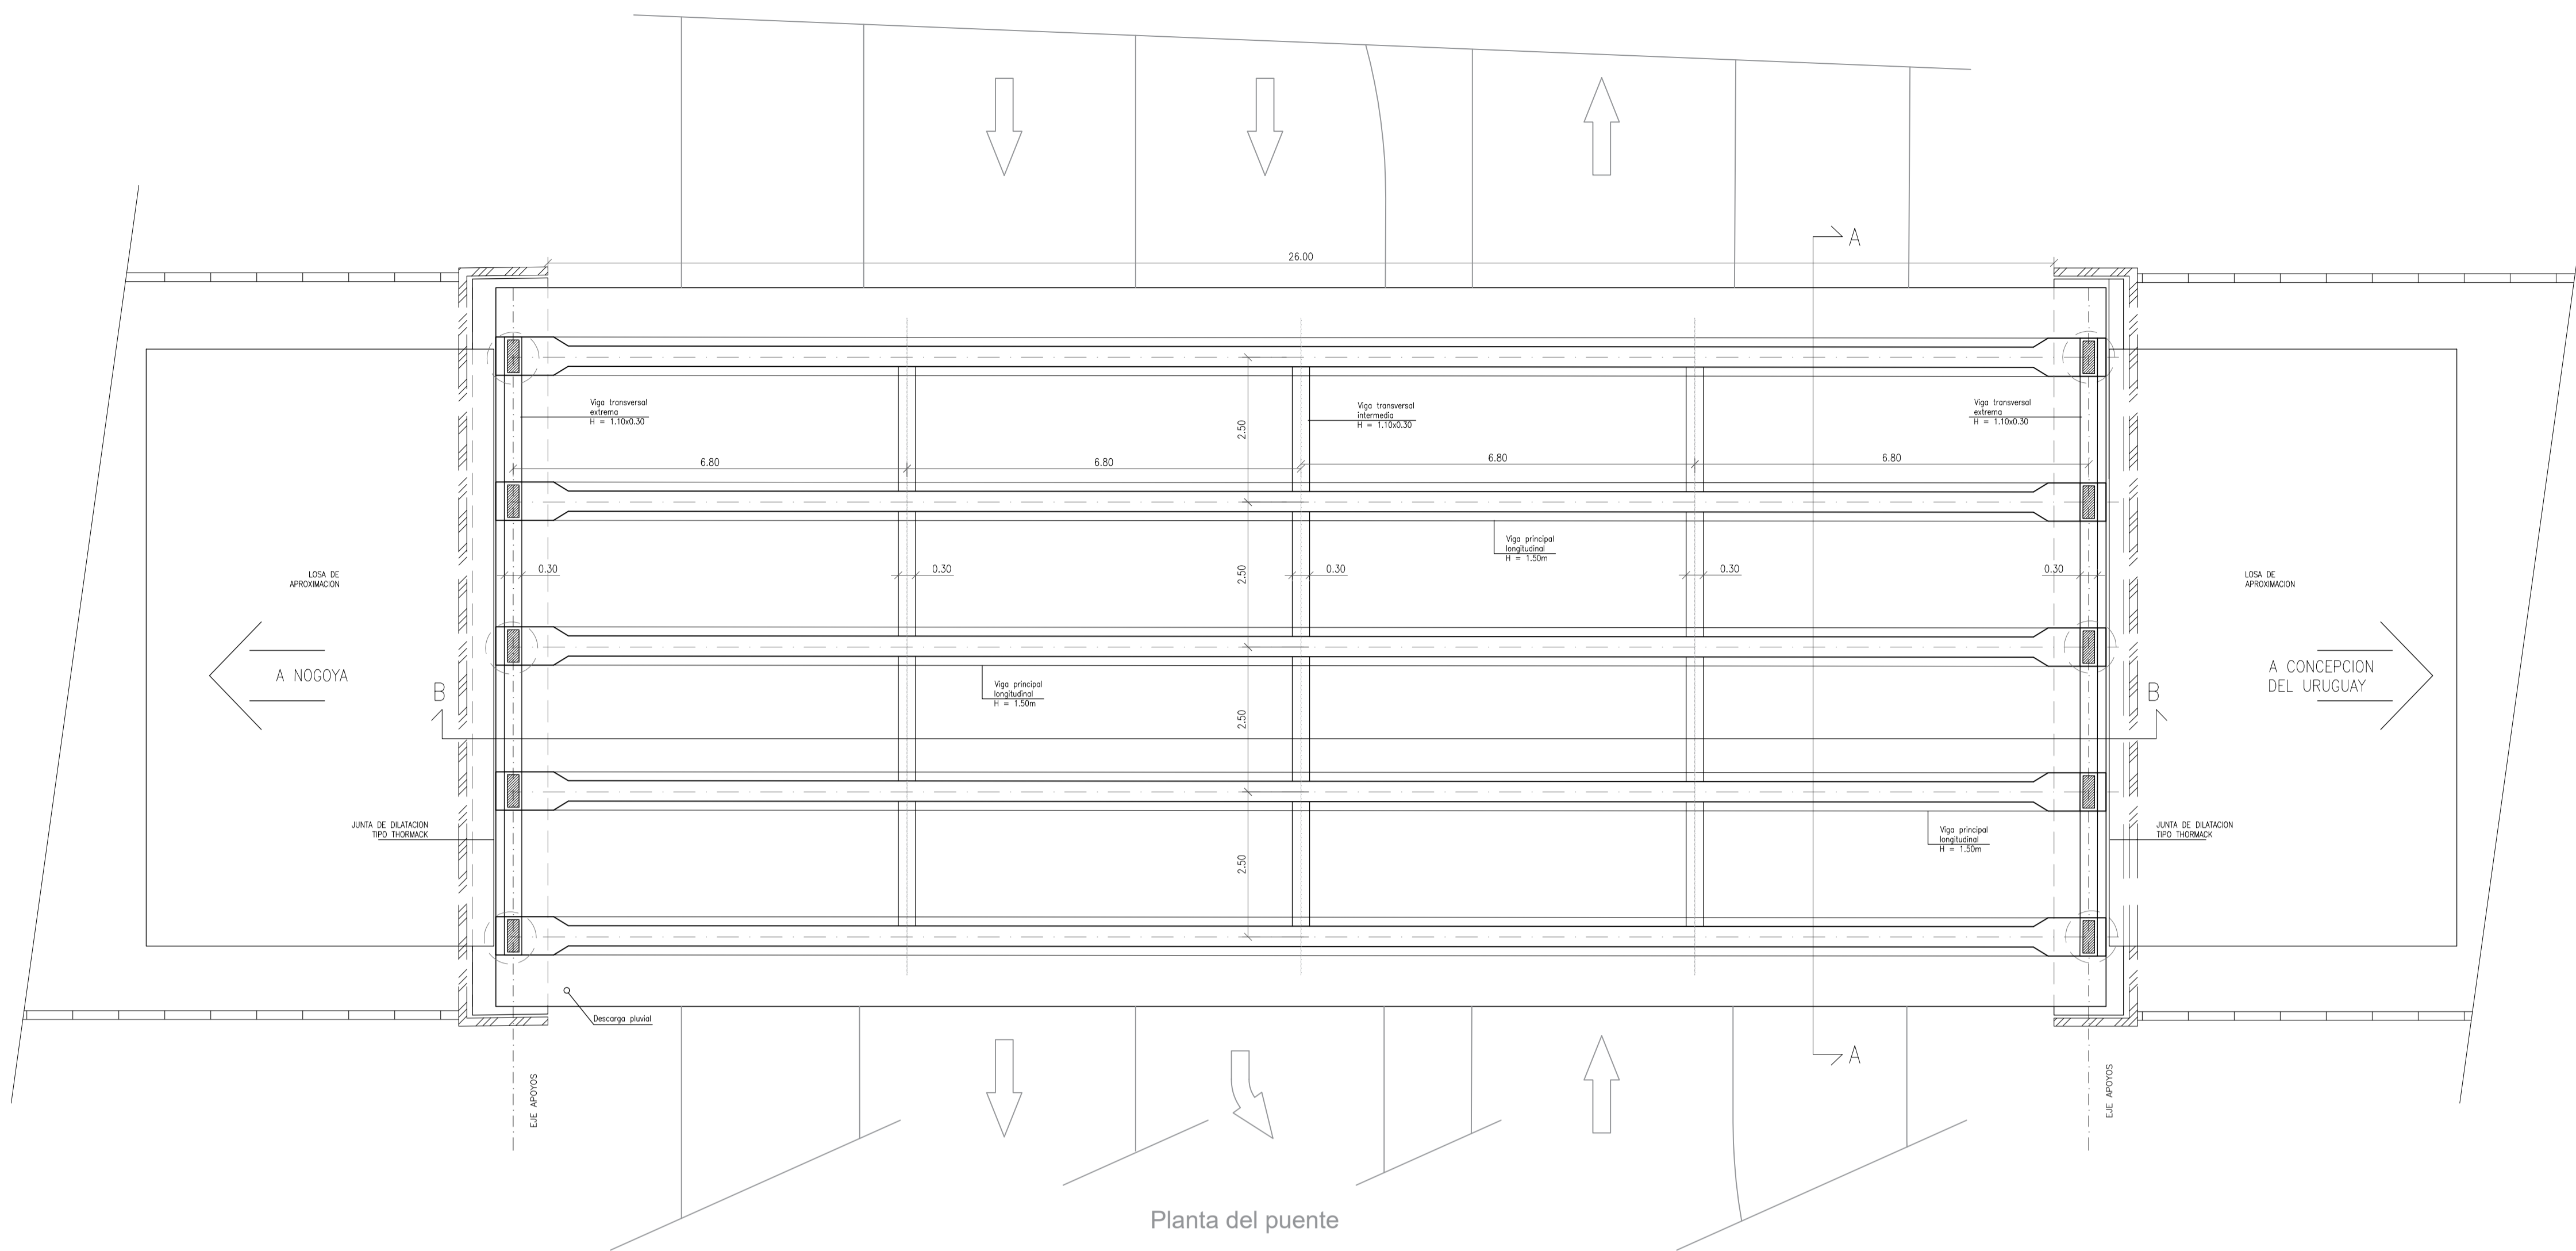 A
26.00
Viga transversal
extrema
H = 1.10x0.30
Viga transversal
intermedia
H = 1.10x0.30
Viga transversal
extrema
H = 1.10x0.30
2.50
6.80
6.80
6.80
6.80
Viga principal
longitudinal
H = 1.50m
0.30
0.30
0.30
0.30
0.30
2.50
LOSA DE
APROXIMACION
LOSA DE
APROXIMACION
A NOGOYA
A CONCEPCION
DEL URUGUAY
B
B
Viga principal
longitudinal
H = 1.50m
2.50
JUNTA DE DILATACION
TIPO THORMACK
Viga principal
longitudinal
H = 1.50m
JUNTA DE DILATACION
TIPO THORMACK
2.50
Descarga pluvial
A
EJE APOYOS
EJE APOYOS
Planta del puente